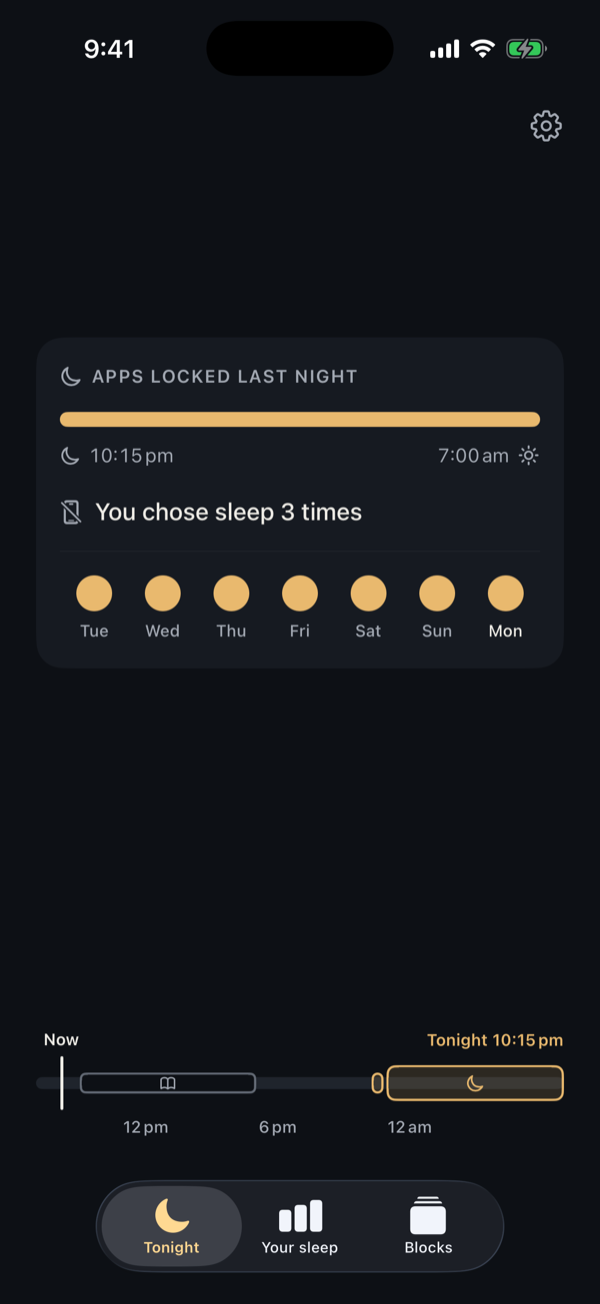 9:41
APPS LOCKED LAST NIGHT
10:15 pm 7:00 am
You chose sleep 3 times
Tue Wed Thu Fri Sat Sun Mon
Now Tonight 10:15 pm
12 pm 6 pm 12 am
Tonight Your sleep Blocks